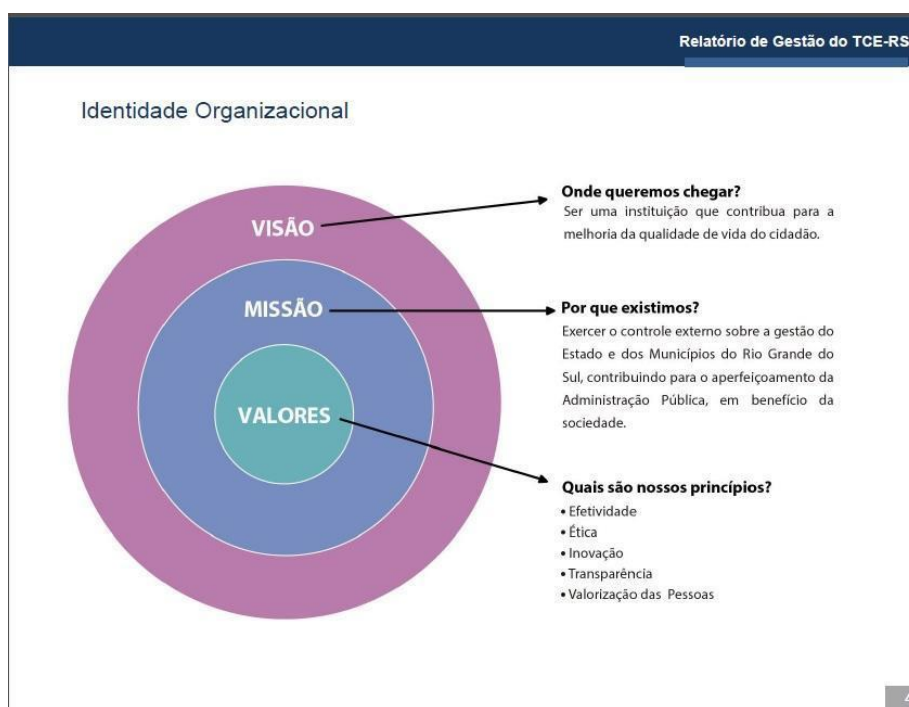 Relatório de Gestão do TCE-RS
Identidade Organizacional
VISÃO
Onde queremos chegar?
Ser uma instituição que contribua para a
melhoria da qualidade de vida do cidadão.
MISSÃO
Por que existimos?
Exercer o controle externo sobre a gestão do
Estado e dos Municípios do Rio Grande do
Sul, contribuindo para o aperfeiçoamento da
Administração Pública, em benefício da
sociedade.
VALORES
Quais são nossos princípios?
• Efetividade
• Ética
• Inovação
• Transparência
• Valorização das Pessoas